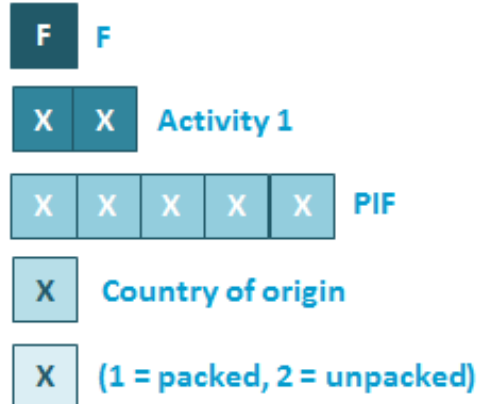 F F
X X Activity 1
X X X X X PIF
X Country of origin
X (1 = packed, 2 = unpacked)